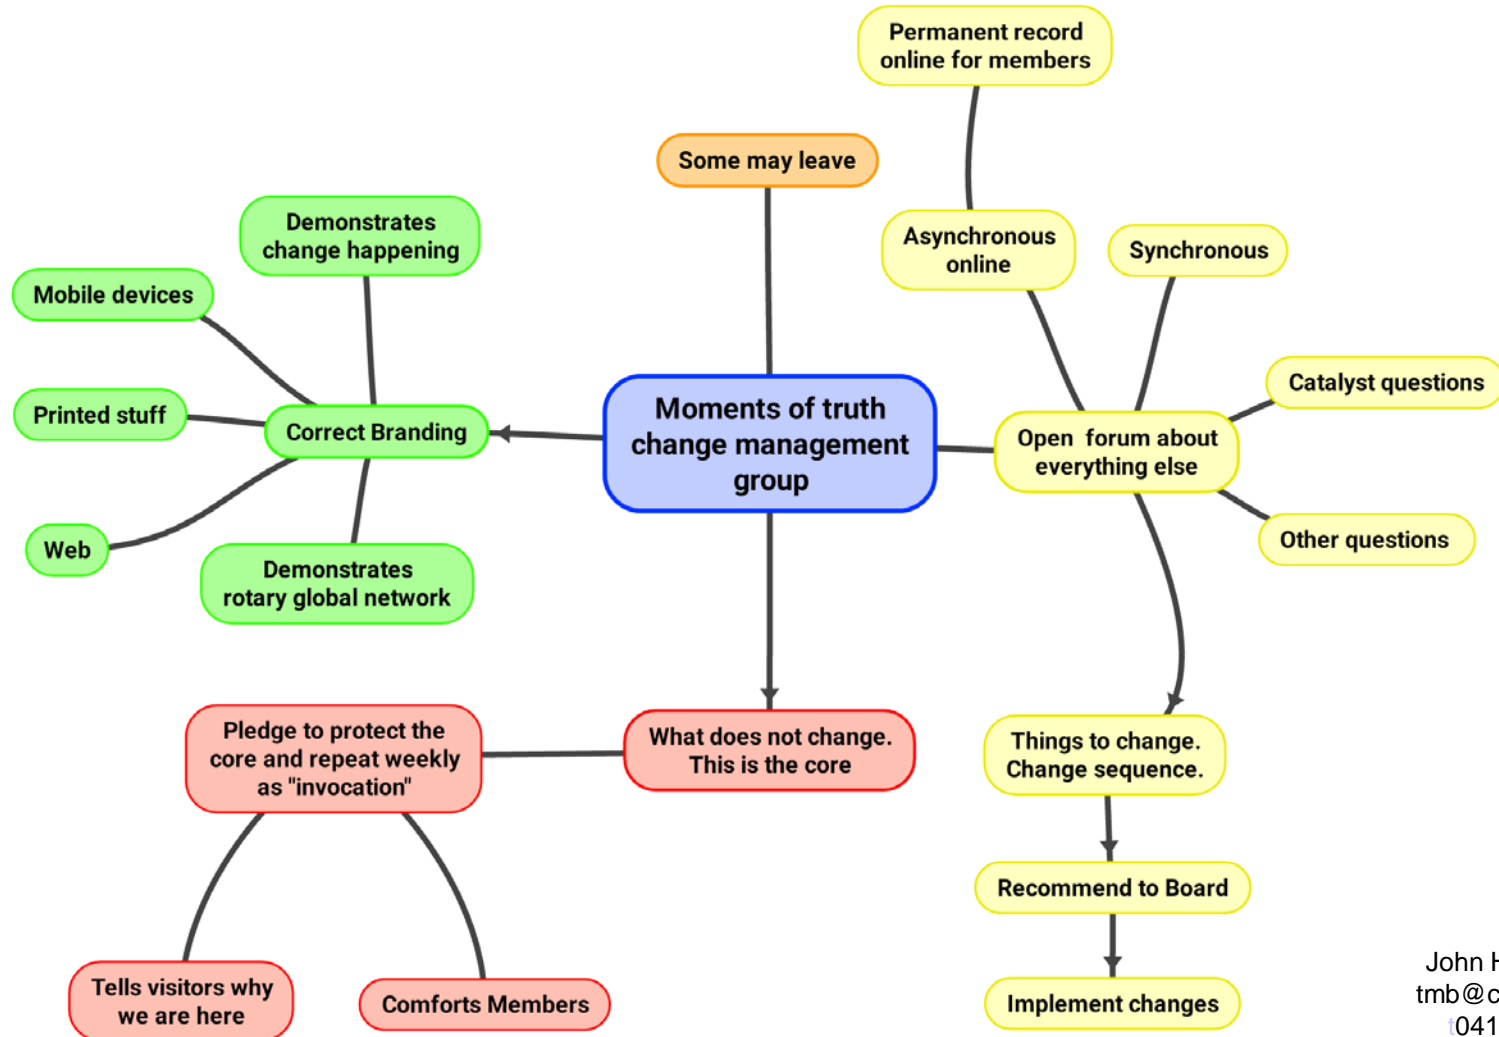 Permanent record
online for members
Some may leave
Asynchronous
online
Synchronous
Demonstrates
change happening
Mobile devices
Printed stuff
Correct Branding
Web
Demonstrates
rotary global network
Moments of truth
change management
group
Open forum about
everything else
Catalyst questions
Other questions
Pledge to protect the
core and repeat weekly
as "invocation"
What does not change.
This is the core
Things to change.
Change sequence.
Recommend to Board
Tells visitors why
we are here
Comforts Members
Implement changes
John H
tmb@c
t041